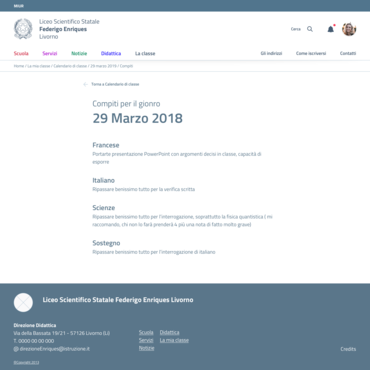 MIUR
Liceo Scientifico Statale
Federigo Enriques
Livorno
Cerca
Scuola Servizi Notizie Didattica La classe
Gli indirizzi Come iscriversi Contatti
Home / La mia classe / Calendario di classe / 29 marzo 2018 / Compiti
Torna a Calendario di classe
Compiti per il gionro
29 Marzo 2018
Francese
Portarte presentazione PowerPoint con argomenti decisi in classe, capacità di
esporre
Italiano
Ripassare benissimo tutto per la verifica scritta
Scienze
Ripassare benissimo tutto per l'interrogazione, soprattutto la fisica quantistica ( mi
raccomando, chi non lo farà prenderà 4 più una nota di fatto molto grave)
Sostegno
Ripassare benissimo tutto per l'interrogazione di Italiano
Liceo Scientifico Statale Federigo Enriques Livorno
Direzione Didattica
Via della Bassata 19/21 - 57126 Livorno (LI)
T. 0000 00 00 000
@ direzioneEnriques@istruzione.it
Scuola Didattica
Servizi La mia classe
Notizie
Credits